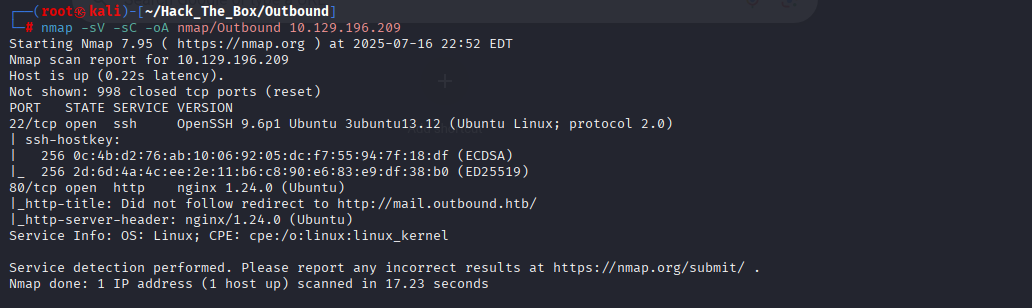 ┌──(root㉿kali)-[~/Hack_The_Box/Outbound]
└─# nmap -sV -sC -oA nmap/Outbound 10.129.196.209
Starting Nmap 7.95 ( https://nmap.org ) at 2025-07-16 22:52 EDT
Nmap scan report for 10.129.196.209
Host is up (0.22s latency).
Not shown: 998 closed tcp ports (reset)
PORT   STATE SERVICE VERSION
22/tcp open  ssh     OpenSSH 9.6p1 Ubuntu 3ubuntu13.12 (Ubuntu Linux; protocol 2.0)
| ssh-hostkey:
|   256 0c:4b:d2:76:ab:10:06:92:05:dc:f7:55:94:7f:18:df (ECDSA)
|_  256 2d:6d:4a:4c:ee:2e:11:b6:c8:90:e6:83:e9:df:38:b0 (ED25519)
80/tcp open  http    nginx 1.24.0 (Ubuntu)
|_http-title: Did not follow redirect to http://mail.outbound.htb/
|_http-server-header: nginx/1.24.0 (Ubuntu)
Service Info: OS: Linux; CPE: cpe:/o:linux:linux_kernel
Service detection performed. Please report any incorrect results at https://nmap.org/submit/ .
Nmap done: 1 IP address (1 host up) scanned in 17.23 seconds